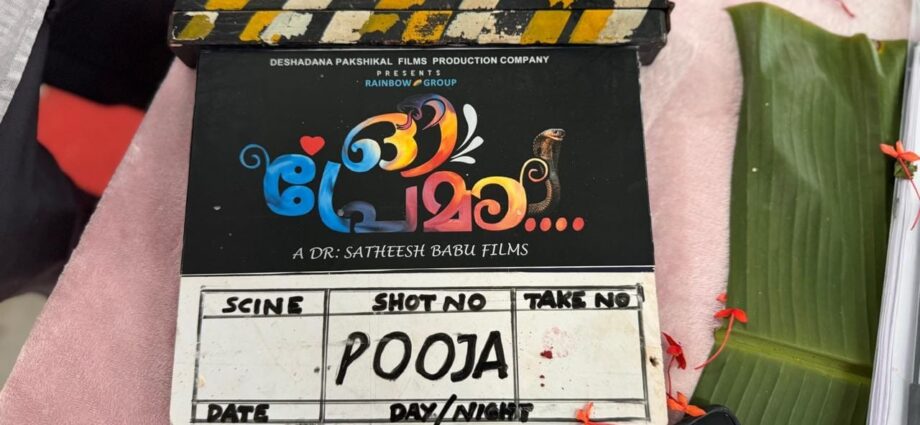 DESHADANA PAKSHIKAL FILMS PRODUCTION COMPANY
PRESENTS
RAINBOW GROUP
ഓ
പ്രേമാ....
A DR: SATHEESH BABU FILMS
SCINE SHOT NO TAKE NO
POOJA
DATE DAY/NIGHT